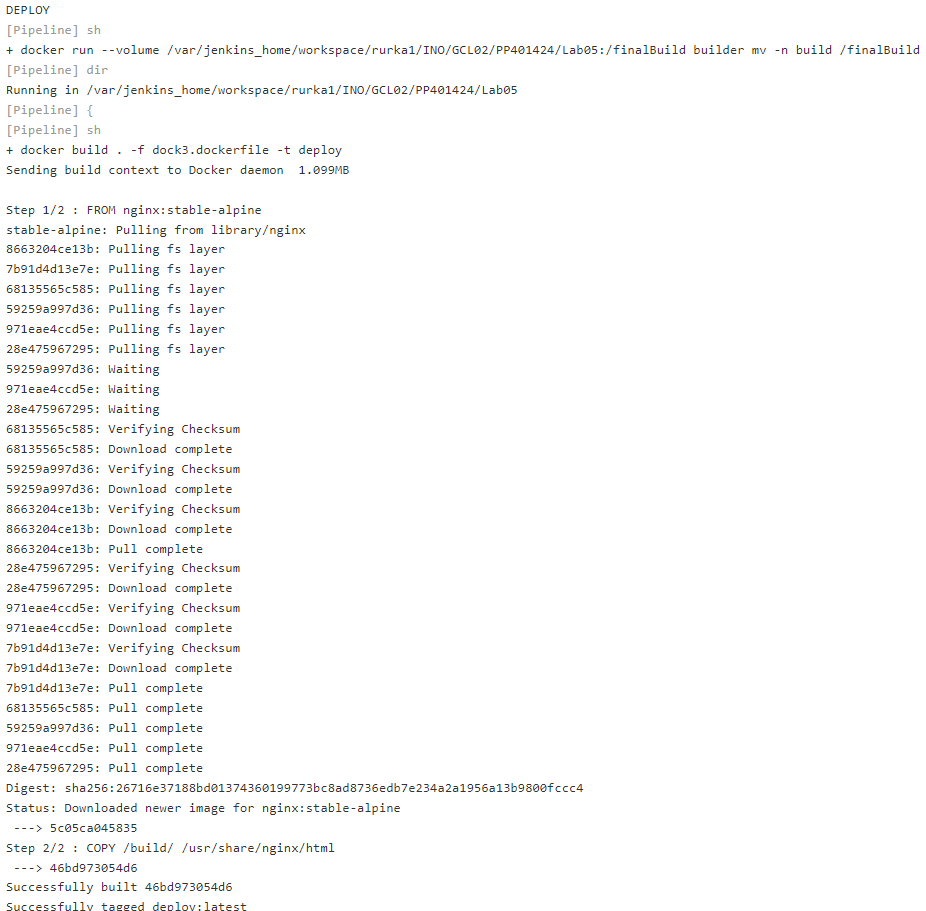 DEPLOY
[Pipeline] sh
+ docker run --volume /var/jenkins_home/workspace/rurka1/INO/GCL02/PP401424/Lab05:/finalBuild builder mv -n build /finalBuild
[Pipeline] dir
Running in /var/jenkins_home/workspace/rurka1/INO/GCL02/PP401424/Lab05
[Pipeline] {
[Pipeline] sh
+ docker build . -f dock3.dockerfile -t deploy
Sending build context to Docker daemon  1.099MB
Step 1/2 : FROM nginx:stable-alpine
stable-alpine: Pulling from library/nginx
8663204ce13b: Pulling fs layer
7b91d4d13e7e: Pulling fs layer
68135565c585: Pulling fs layer
59259a997d36: Pulling fs layer
971eae4ccd5e: Pulling fs layer
28e475967295: Pulling fs layer
59259a997d36: Waiting
971eae4ccd5e: Waiting
28e475967295: Waiting
68135565c585: Verifying Checksum
68135565c585: Download complete
59259a997d36: Verifying Checksum
59259a997d36: Download complete
8663204ce13b: Verifying Checksum
8663204ce13b: Download complete
8663204ce13b: Pull complete
28e475967295: Verifying Checksum
28e475967295: Download complete
971eae4ccd5e: Verifying Checksum
971eae4ccd5e: Download complete
7b91d4d13e7e: Verifying Checksum
7b91d4d13e7e: Download complete
7b91d4d13e7e: Pull complete
68135565c585: Pull complete
59259a997d36: Pull complete
971eae4ccd5e: Pull complete
28e475967295: Pull complete
Digest: sha256:26716e37188bd01374360199773bc8ad8736edb7e234a2a1956a13b9800fccc4
Status: Downloaded newer image for nginx:stable-alpine
---> 5c05ca045835
Step 2/2 : COPY /build/ /usr/share/nginx/html
---> 46bd973054d6
Successfully built 46bd973054d6
Successfully tagged deploy:latest